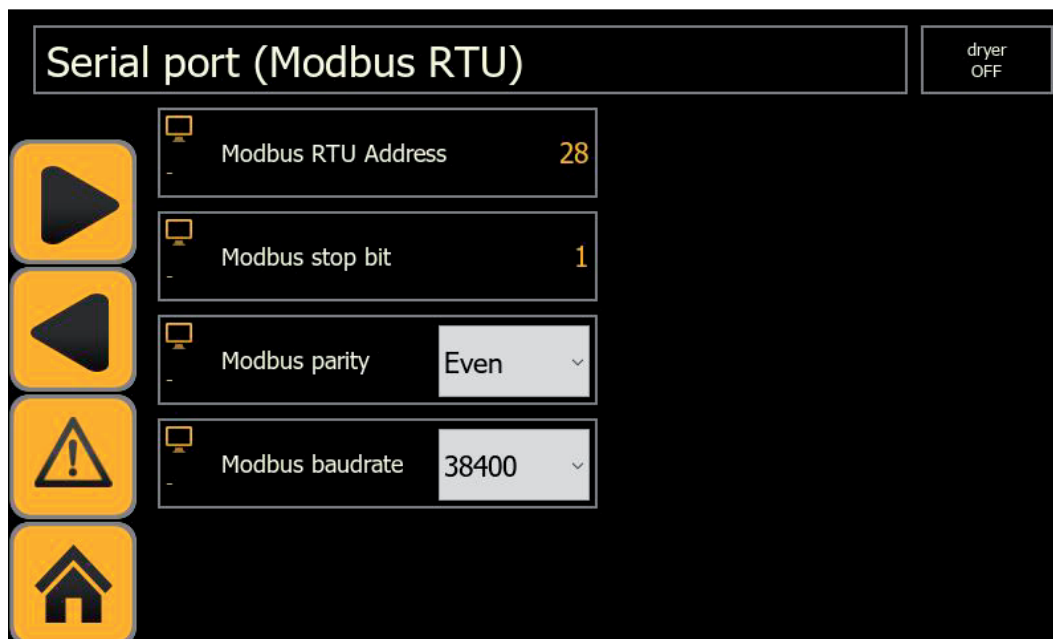 Serial port (Modbus RTU)
dryer
OFF
Modbus RTU Address 28
-
Modbus stop bit 1
-
Modbus parity Even
-
Modbus baudrate 38400
-